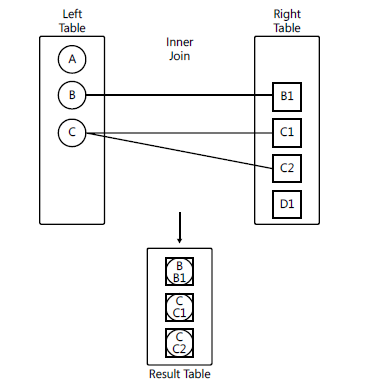 Left
Table
Inner
Join
Right
Table
A
B
C
B1
C1
C2
D1
B
B1
C
C1
C
C2
Result Table